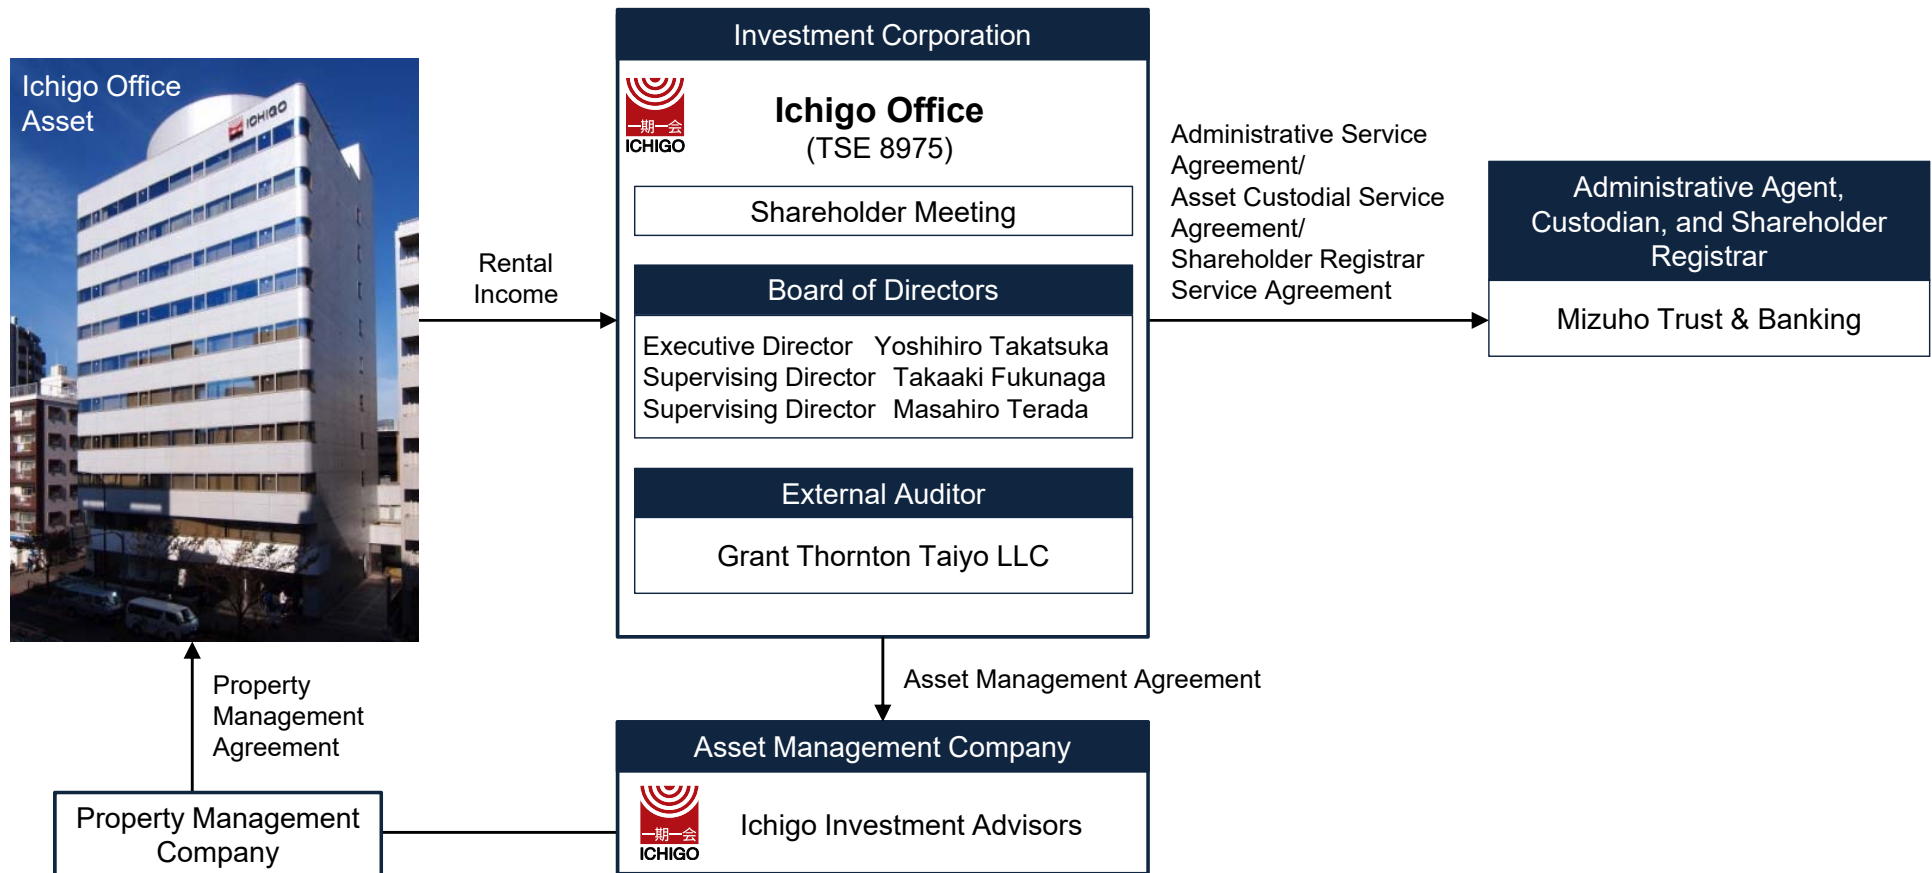 Ichigo Office
Asset
ICHIGO
Rental
Income
Property
Management
Agreement
Property Management
Company
Investment Corporation
一期一会
ICHIGO
Ichigo Office
(TSE 8975)
Shareholder Meeting
Board of Directors
Executive Director Yoshihiro Takatsuka
Supervising Director Takaaki Fukunaga
Supervising Director Masahiro Terada
External Auditor
Grant Thornton Taiyo LLC
Asset Management Agreement
Asset Management Company
一期一会
ICHIGO
Ichigo Investment Advisors
Administrative Service
Agreement/
Asset Custodial Service
Agreement/
Shareholder Registrar
Service Agreement
Administrative Agent,
Custodian, and Shareholder
Registrar
Mizuho Trust & Banking